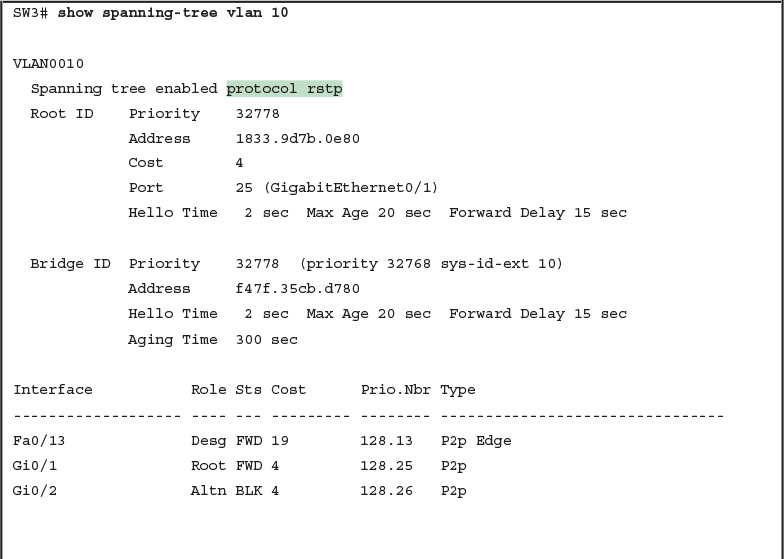 SW3# show spanning-tree vlan 10
VLAN0010
  Spanning tree enabled protocol rstp
  Root ID    Priority    32778
             Address     1833.9d7b.0e80
             Cost        4
             Port        25 (GigabitEthernet0/1)
             Hello Time   2 sec  Max Age 20 sec  Forward Delay 15 sec
  Bridge ID  Priority    32778  (priority 32768 sys-id-ext 10)
             Address     f47f.35cb.d780
             Hello Time   2 sec  Max Age 20 sec  Forward Delay 15 sec
             Aging Time  300 sec
Interface           Role Sts Cost      Prio.Nbr Type
------------------- ---- --- --------- -------- --------------------------------
Fa0/13              Desg FWD 19        128.13   P2p Edge
Gi0/1               Root FWD 4         128.25   P2p
Gi0/2               Altn BLK 4         128.26   P2p